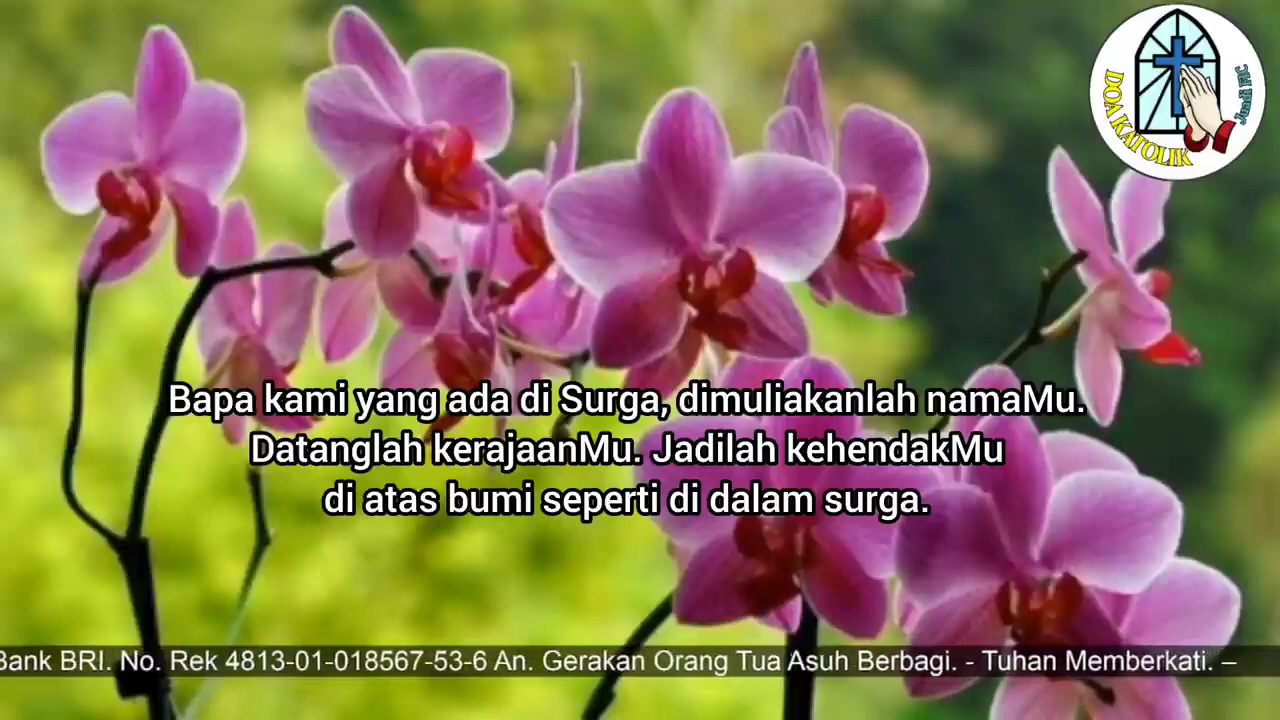 DOA KATOLIK
Juadi FIC
Bapa kami yang ada di Surga, dimuliakanlah namaMu.
Datanglah kerajaanMu. Jadilah kehendakMu
di atas bumi seperti di dalam surga.
Bank BRI. No. Rek 4813-01-018567-53-6 An. Gerakan Orang Tua Asuh Berbagi. - Tuhan Memberkati. –